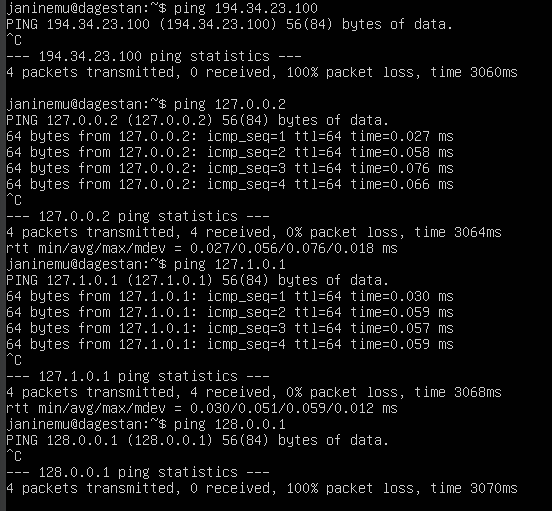 janinemu@dagestan:~$ ping 194.34.23.100
PING 194.34.23.100 (194.34.23.100) 56(84) bytes of data.
^C
--- 194.34.23.100 ping statistics ---
4 packets transmitted, 0 received, 100% packet loss, time 3060ms

janinemu@dagestan:~$ ping 127.0.0.2
PING 127.0.0.2 (127.0.0.2) 56(84) bytes of data.
64 bytes from 127.0.0.2: icmp_seq=1 ttl=64 time=0.027 ms
64 bytes from 127.0.0.2: icmp_seq=2 ttl=64 time=0.058 ms
64 bytes from 127.0.0.2: icmp_seq=3 ttl=64 time=0.076 ms
64 bytes from 127.0.0.2: icmp_seq=4 ttl=64 time=0.066 ms
^C
--- 127.0.0.2 ping statistics ---
4 packets transmitted, 4 received, 0% packet loss, time 3064ms
rtt min/avg/max/mdev = 0.027/0.056/0.076/0.018 ms
janinemu@dagestan:~$ ping 127.1.0.1
PING 127.1.0.1 (127.1.0.1) 56(84) bytes of data.
64 bytes from 127.1.0.1: icmp_seq=1 ttl=64 time=0.030 ms
64 bytes from 127.1.0.1: icmp_seq=2 ttl=64 time=0.059 ms
64 bytes from 127.1.0.1: icmp_seq=3 ttl=64 time=0.057 ms
64 bytes from 127.1.0.1: icmp_seq=4 ttl=64 time=0.059 ms
^C
--- 127.1.0.1 ping statistics ---
4 packets transmitted, 4 received, 0% packet loss, time 3068ms
rtt min/avg/max/mdev = 0.030/0.051/0.059/0.012 ms
janinemu@dagestan:~$ ping 128.0.0.1
PING 128.0.0.1 (128.0.0.1) 56(84) bytes of data.
^C
--- 128.0.0.1 ping statistics ---
4 packets transmitted, 0 received, 100% packet loss, time 3070ms